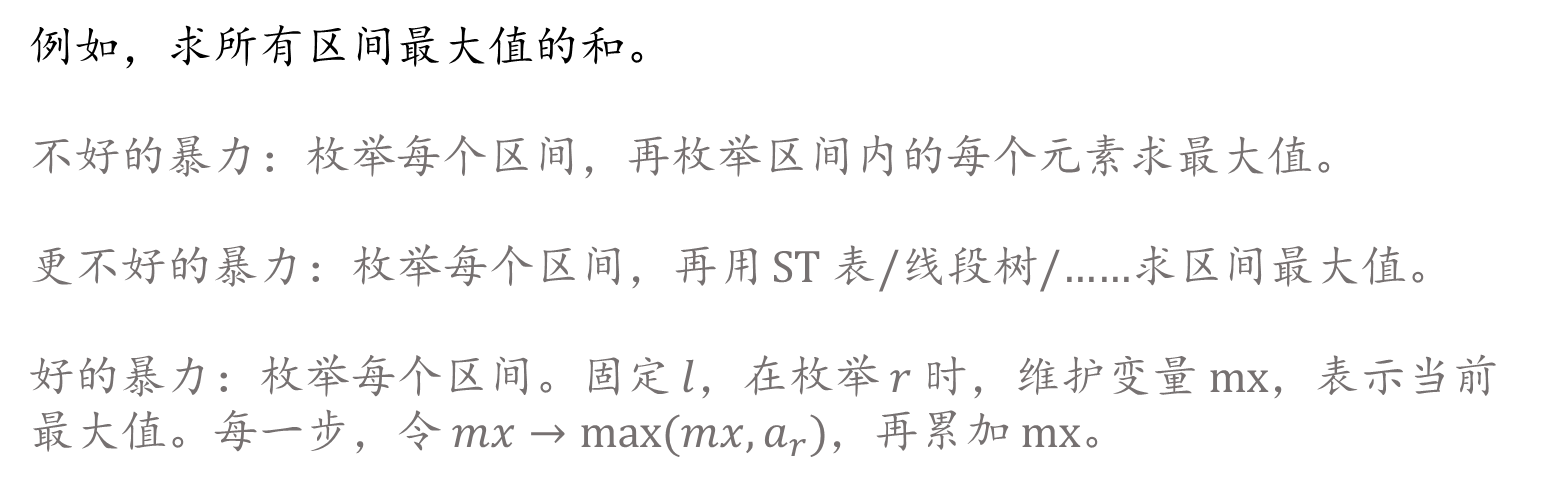 例如，求所有区间最大值的和。
不好的暴力：枚举每个区间，再枚举区间内的每个元素求最大值。
更不好的暴力：枚举每个区间，再用 ST 表/线段树/……求区间最大值。
好的暴力：枚举每个区间。固定 l，在枚举 r 时，维护变量 mx，表示当前
最大值。每一步，令 mx → max(mx, aᵣ)，再累加 mx。